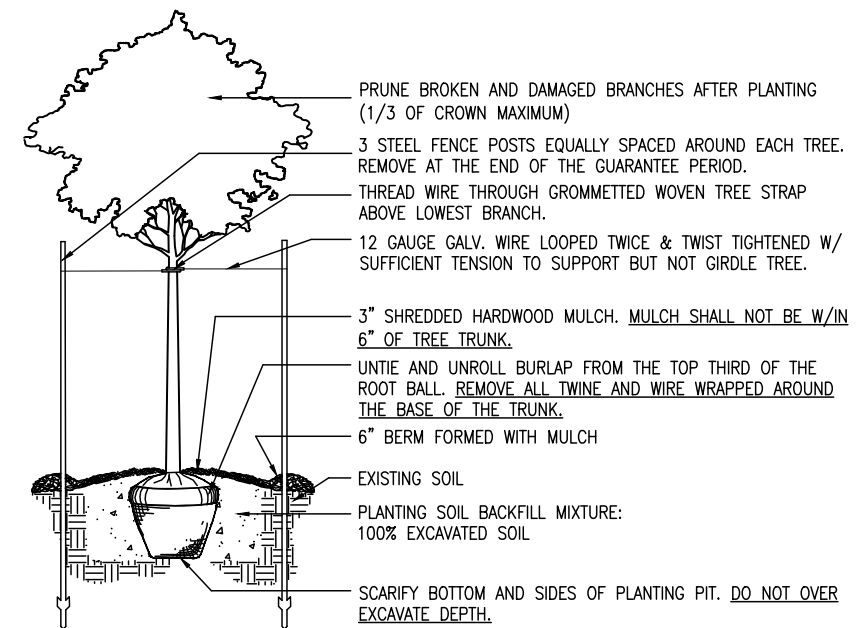 PRUNE BROKEN AND DAMAGED BRANCHES AFTER PLANTING
(1/3 OF CROWN MAXIMUM)
3 STEEL FENCE POSTS EQUALLY SPACED AROUND EACH TREE.
REMOVE AT THE END OF THE GUARANTEE PERIOD.
THREAD WIRE THROUGH GROMMETTED WOVEN TREE STRAP
ABOVE LOWEST BRANCH.
12 GAUGE GALV. WIRE LOOPED TWICE & TWIST TIGHTENED W/
SUFFICIENT TENSION TO SUPPORT BUT NOT GIRDLE TREE.
3" SHREDDED HARDWOOD MULCH. MULCH SHALL NOT BE W/IN
6" OF TREE TRUNK.
UNTIE AND UNROLL BURLAP FROM THE TOP THIRD OF THE
ROOT BALL. REMOVE ALL TWINE AND WIRE WRAPPED AROUND
THE BASE OF THE TRUNK.
6" BERM FORMED WITH MULCH
EXISTING SOIL
PLANTING SOIL BACKFILL MIXTURE:
100% EXCAVATED SOIL
SCARIFY BOTTOM AND SIDES OF PLANTING PIT. DO NOT OVER
EXCAVATE DEPTH.